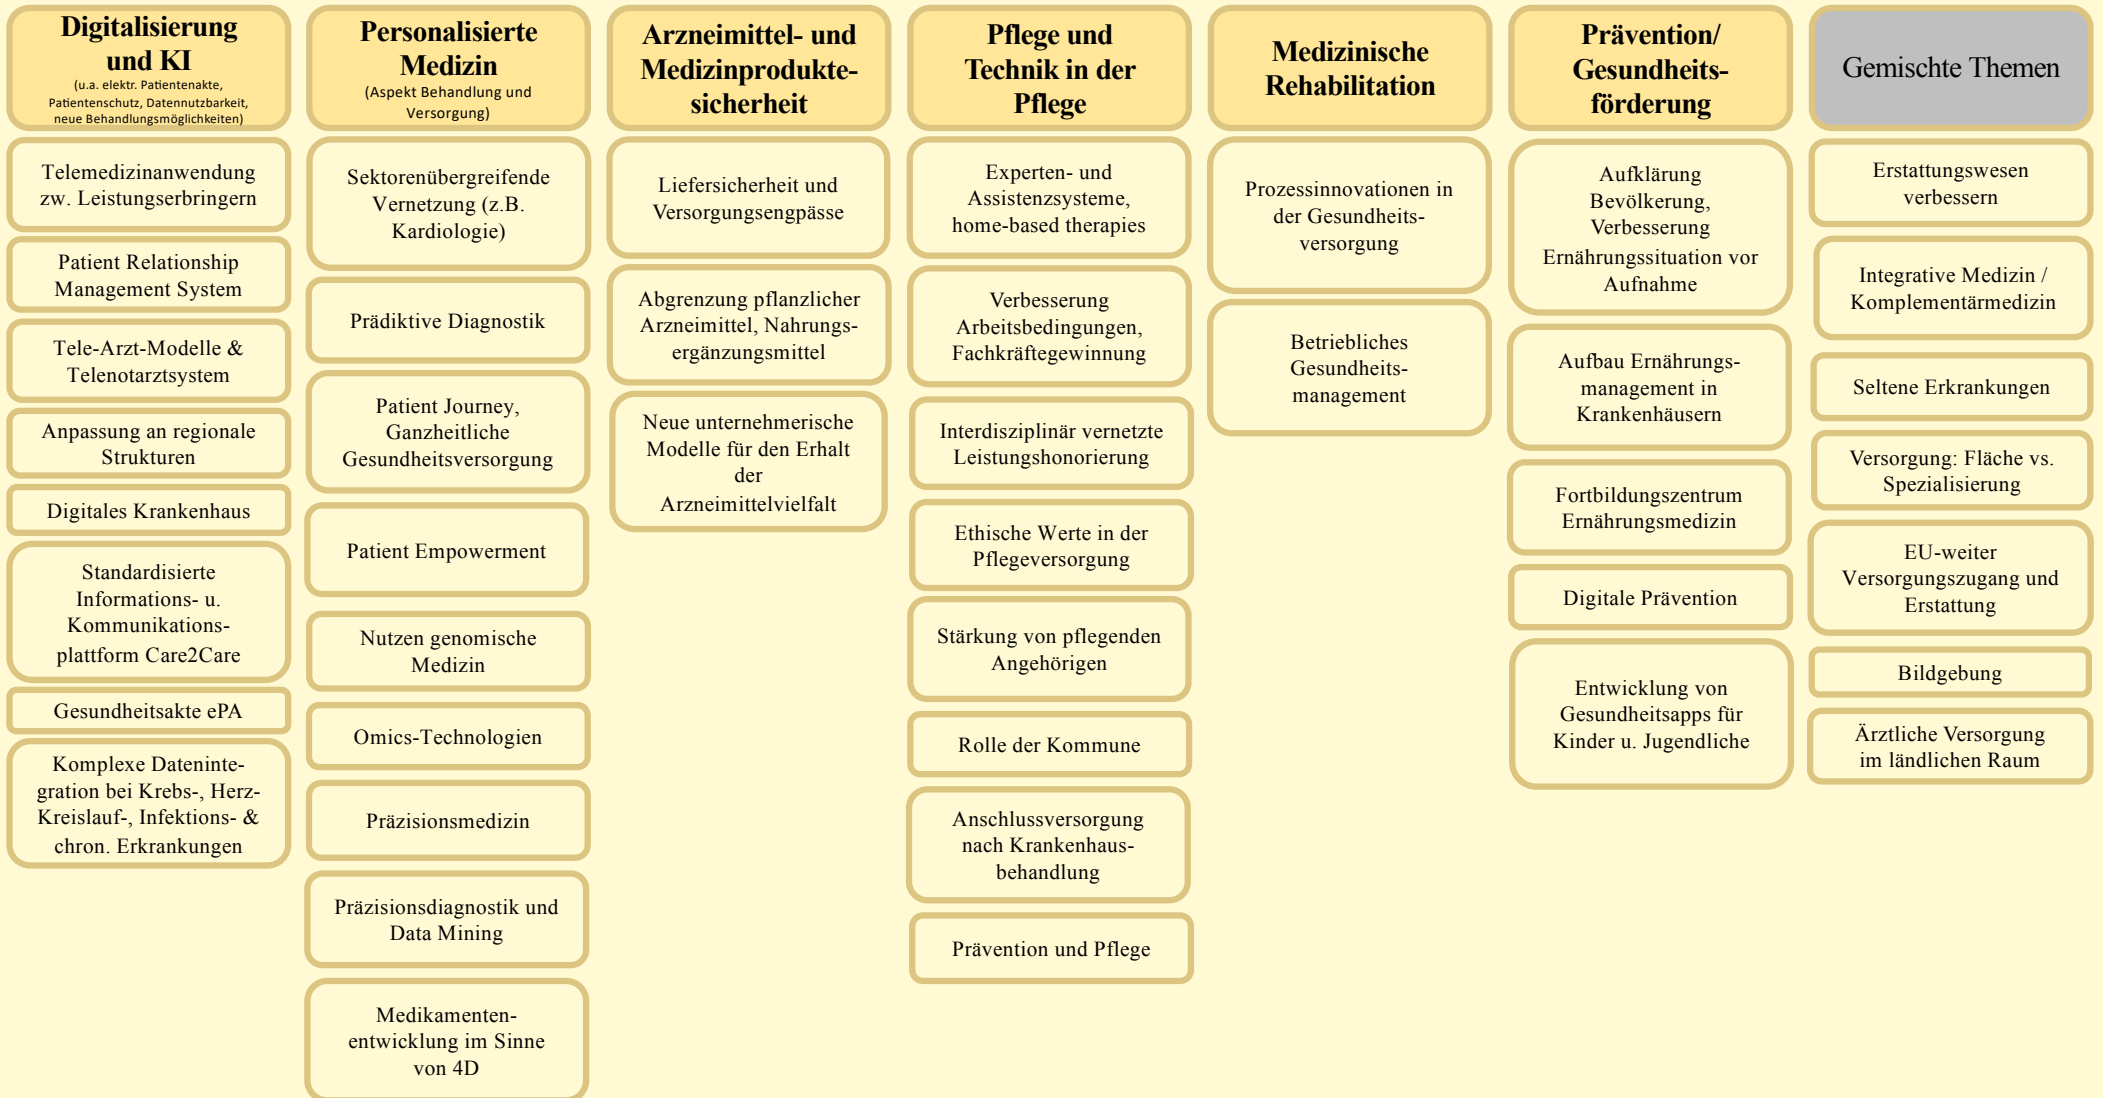 Digitalisierung
und KI
(u.a. elektr. Patientenakte,
Patientenschutz, Datennutzbarkeit,
neue Behandlungsmöglichkeiten)
Telemedizinanwendung
zw. Leistungserbringern
Patient Relationship
Management System
Tele-Arzt-Modelle &
Telenotarztsystem
Anpassung an regionale
Strukturen
Digitales Krankenhaus
Standardisierte
Informations- u.
Kommunikations-
plattform Care2Care
Gesundheitsakte ePA
Komplexe Dateninte-
gration bei Krebs-, Herz-
Kreislauf-, Infektions- &
chron. Erkrankungen
Personalisierte
Medizin
(Aspekt Behandlung und
Versorgung)
Sektorenübergreifende
Vernetzung (z.B.
Kardiologie)
Prädiktive Diagnostik
Patient Journey,
Ganzheitliche
Gesundheitsversorgung
Patient Empowerment
Nutzen genomische
Medizin
Omics-Technologien
Präzisionsmedizin
Präzisionsdiagnostik und
Data Mining
Medikamenten-
entwicklung im Sinne
von 4D
Arzneimittel- und
Medizinprodukte-
sicherheit
Liefersicherheit und
Versorgungsengpässe
Abgrenzung pflanzlicher
Arzneimittel, Nahrungs-
ergänzungsmittel
Neue unternehmerische
Modelle für den Erhalt
der
Arzneimittelvielfalt
Pflege und
Technik in der
Pflege
Experten- und
Assistenzsysteme,
home-based therapies
Verbesserung
Arbeitsbedingungen,
Fachkräftegewinnung
Interdisziplinär vernetzte
Leistungshonorierung
Ethische Werte in der
Pflegeversorgung
Stärkung von pflegenden
Angehörigen
Rolle der Kommune
Anschlussversorgung
nach Krankenhaus-
behandlung
Prävention und Pflege
Medizinische
Rehabilitation
Prozessinnovationen in
der Gesundheits-
versorgung
Betriebliches
Gesundheits-
management
Prävention/
Gesundheits-
förderung
Aufklärung
Bevölkerung,
Verbesserung
Ernährungssituation vor
Aufnahme
Aufbau Ernährungs-
management in
Krankenhäusern
Fortbildungszentrum
Ernährungsmedizin
Digitale Prävention
Entwicklung von
Gesundheitsapps für
Kinder u. Jugendliche
Gemischte Themen
Erstattungswesen
verbessern
Integrative Medizin /
Komplementärmedizin
Seltene Erkrankungen
Versorgung: Fläche vs.
Spezialisierung
EU-weiter
Versorgungszugang und
Erstattung
Bildgebung
Ärztliche Versorgung
im ländlichen Raum